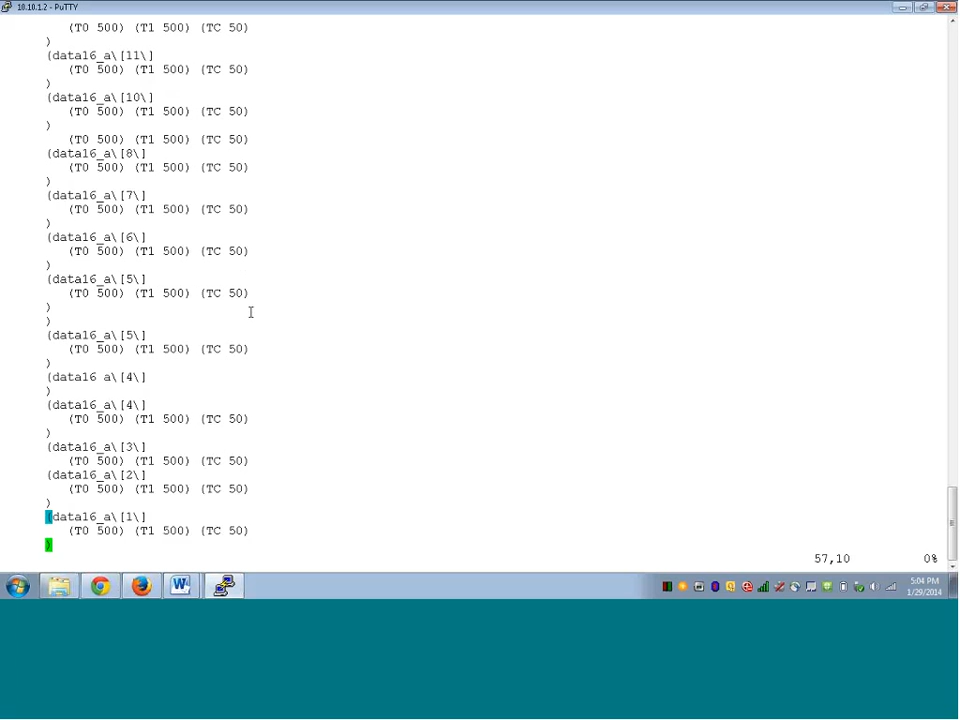 10.10.1.2 - PuTTY
(T0 500) (T1 500) (TC 50)
)
(data16_a\[11\]
(T0 500) (T1 500) (TC 50)
)
(data16_a\[10\]
(T0 500) (T1 500) (TC 50)
)
(T0 500) (T1 500) (TC 50)
(data16_a\[8\]
(T0 500) (T1 500) (TC 50)
)
(data16_a\[7\]
(T0 500) (T1 500) (TC 50)
)
(data16_a\[6\]
(T0 500) (T1 500) (TC 50)
)
(data16_a\[5\]
(T0 500) (T1 500) (TC 50)
)
)
(data16_a\[5\]
(T0 500) (T1 500) (TC 50)
)
(data16 a\[4\]
)
(data16_a\[4\]
(T0 500) (T1 500) (TC 50)
)
(data16_a\[3\]
(T0 500) (T1 500) (TC 50)
(data16_a\[2\]
(T0 500) (T1 500) (TC 50)
)
(data16_a\[1\]
(T0 500) (T1 500) (TC 50)
)
57,10 0%
5:04 PM
1/29/2014